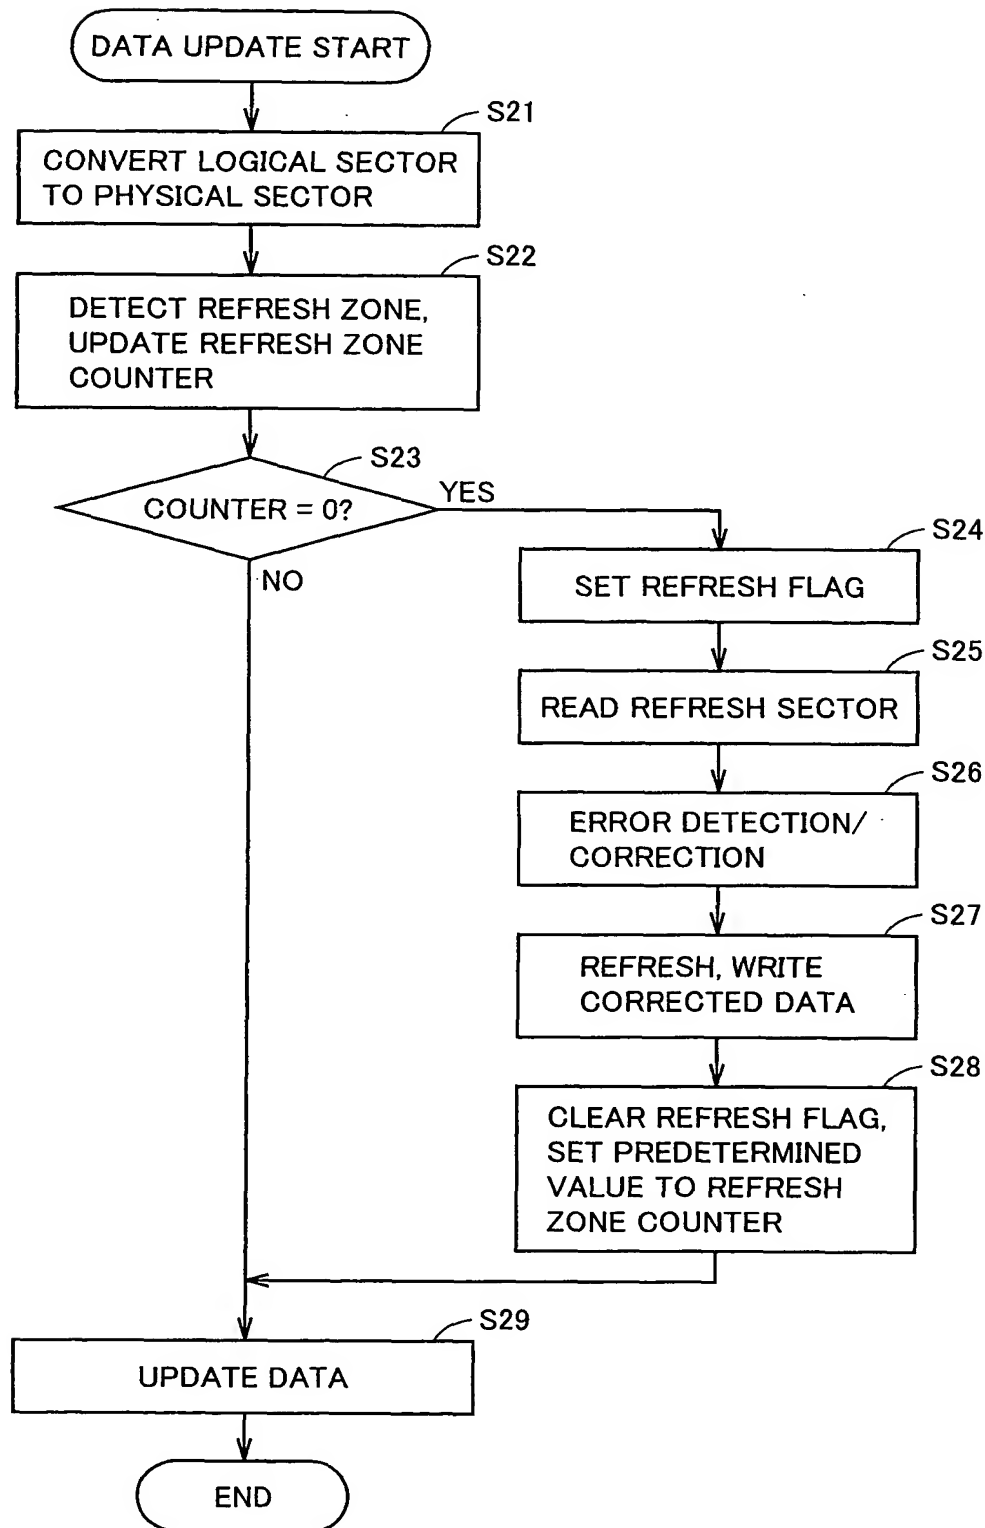 DATA UPDATE START
S21
CONVERT LOGICAL SECTOR
TO PHYSICAL SECTOR
S22
DETECT REFRESH ZONE,
UPDATE REFRESH ZONE
COUNTER
S23
COUNTER = 0?
YES
NO
S24
SET REFRESH FLAG
S25
READ REFRESH SECTOR
S26
ERROR DETECTION/
CORRECTION
S27
REFRESH, WRITE
CORRECTED DATA
S28
CLEAR REFRESH FLAG,
SET PREDETERMINED
VALUE TO REFRESH
ZONE COUNTER
S29
UPDATE DATA
END